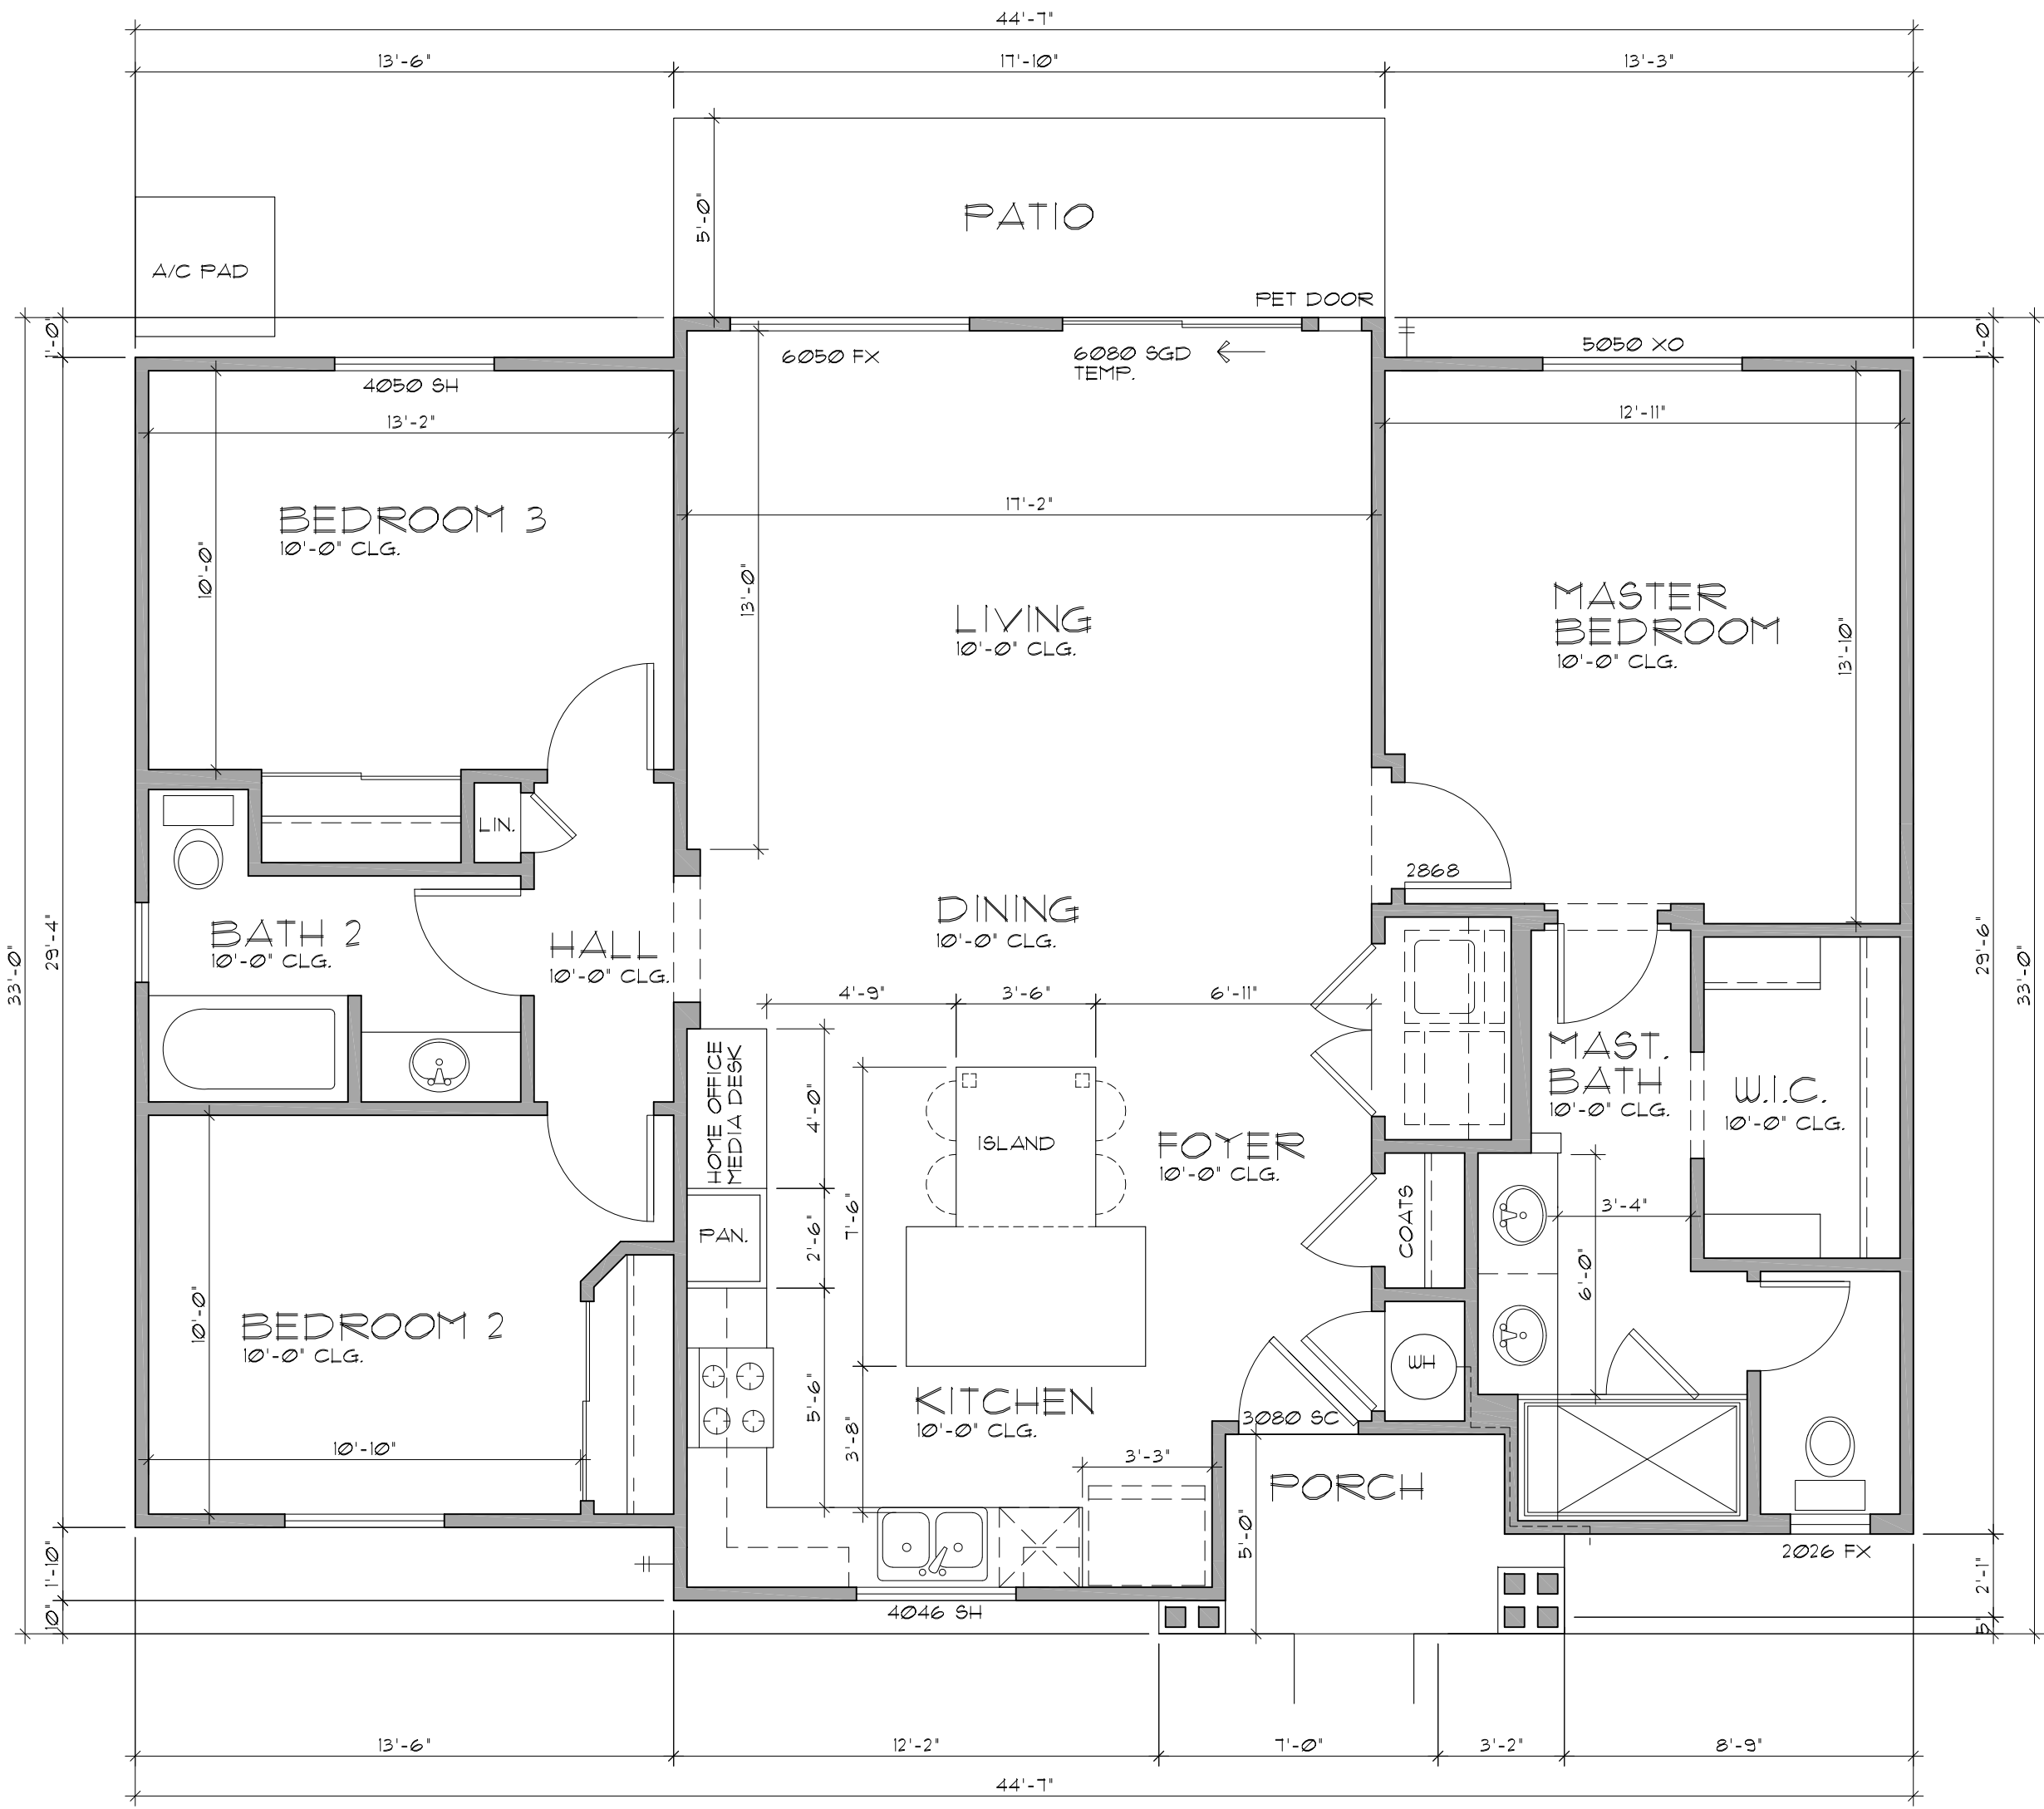 44'-7"
13'-6"
17'-10"
13'-3"
5'-0"
PATIO
A/C PAD
PET DOOR
1'-0"
1'-0"
6050 FX
6080 SGD
TEMP.
5050 XO
4050 SH
13'-2"
12'-11"
17'-2"
BEDROOM 3
10'-0" CLG.
10'-0"
13'-0"
LIVING
10'-0" CLG.
MASTER
BEDROOM
10'-0" CLG.
13'-10"
LIN.
2868
DINING
10'-0" CLG.
BATH 2
10'-0" CLG.
HALL
10'-0" CLG.
29'-4"
33'-0"
29'-6"
33'-0"
4'-9"
3'-6"
6'-11"
HOME OFFICE
MEDIA DESK
4'-0"
ISLAND
FOYER
10'-0" CLG.
MAST.
BATH
10'-0" CLG.
W.I.C.
10'-0" CLG.
7'-6"
2'-6"
PAN.
COATS
3'-4"
6'-0"
10'-0"
BEDROOM 2
10'-0" CLG.
WH
5'-6"
KITCHEN
10'-0" CLG.
3080 SC
3'-8"
10'-10"
3'-3"
PORCH
5'-0"
2026 FX
1'-10"
2'-1"
10"
4046 SH
5"
13'-6"
12'-2"
7'-0"
3'-2"
8'-9"
44'-7"